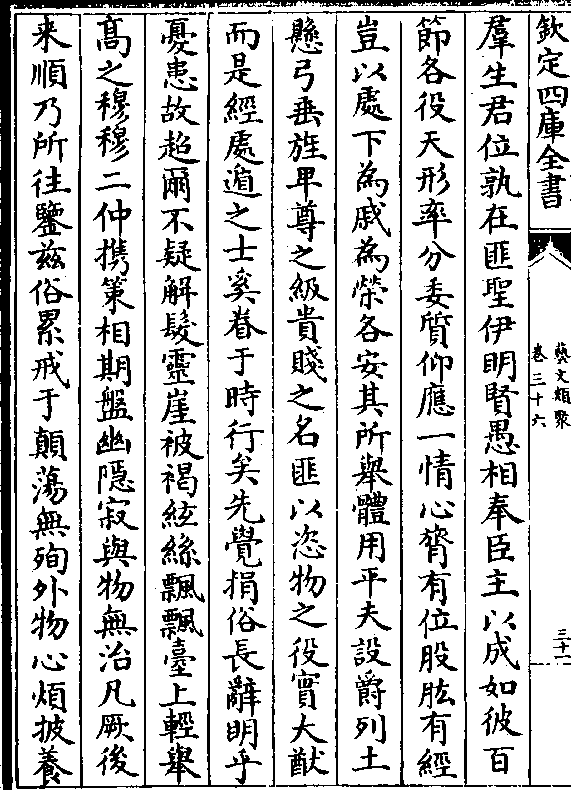 欽定四庫全書
藝文類聚
卷三十六
三十一
羣生君位孰在匪聖伊明賢愚相奉臣主以成如彼百
節各役天形率分委質仰應一情心膂有位股肱有經
豈以處下為戚為榮各安其所舉體用平夫設爵列土
懸弓垂旌卑尊之級貴賤之名匪以恣物之役實大猷
而是經處遁之士奚眷于時行矣先覺捐俗長辭明乎
憂患故超爾不疑解髮靈崖被褐絃絲飄飄臺上輕舉
髙之穆穆二仲携策相期盤幽隱寂與物無治凡厥後
来順乃所往鑒兹俗累戒于顛蕩無殉外物心煩披養